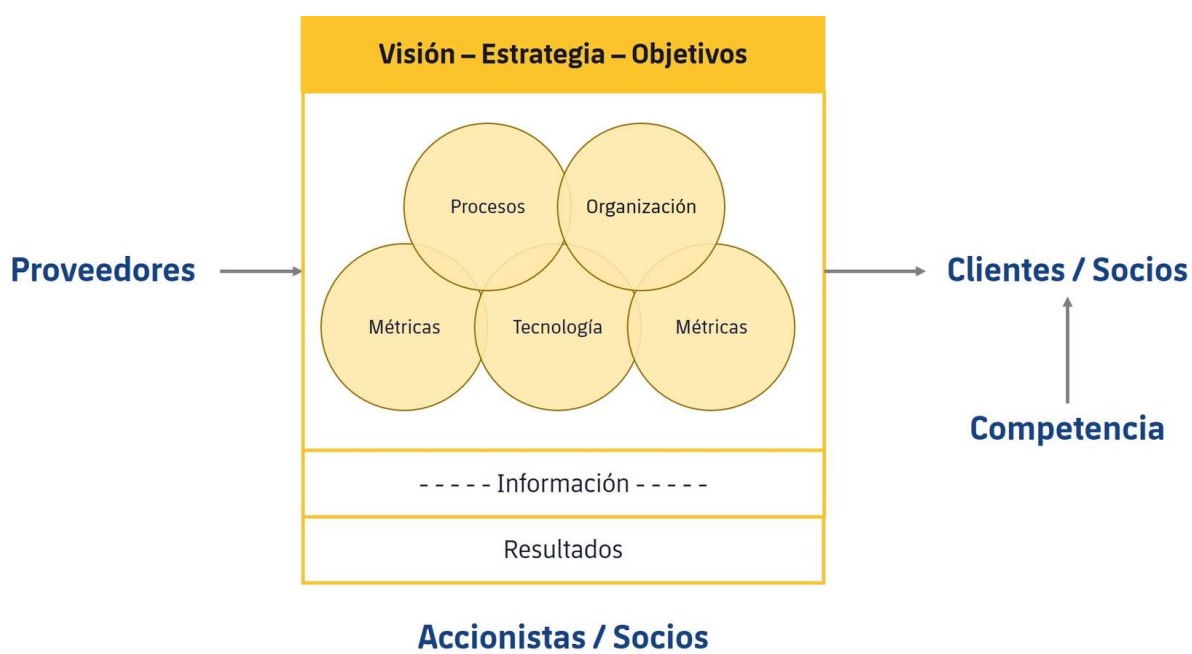 Visión – Estrategia – Objetivos
Procesos
Organización
Proveedores
Clientes / Socios
Métricas
Tecnología
Métricas
Competencia
- - - - - Información - - - - -
Resultados
Accionistas / Socios